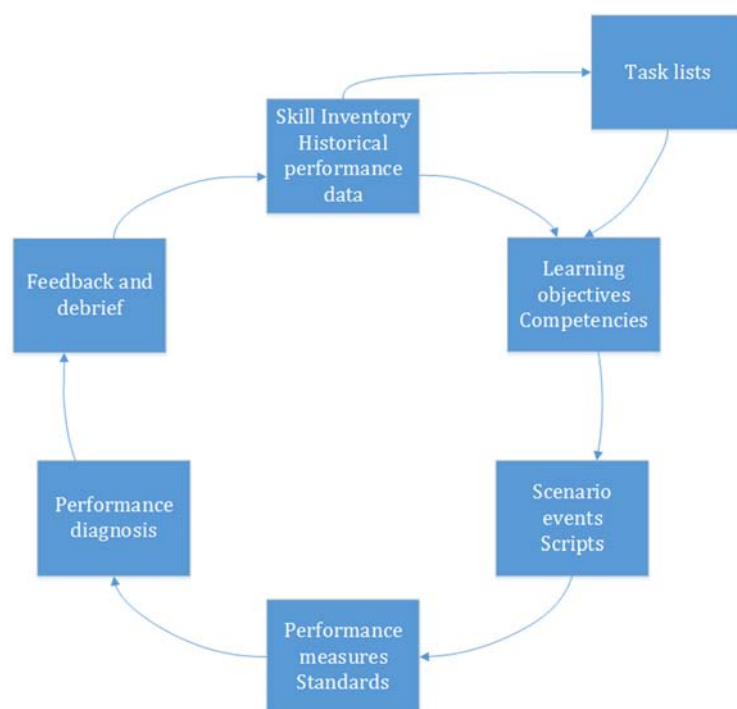 Task lists
Skill Inventory
Historical
performance
data
Learning
objectives
Competencies
Feedback and
debrief
Scenario
events
Scripts
Performance
diagnosis
Performance
measures
Standards